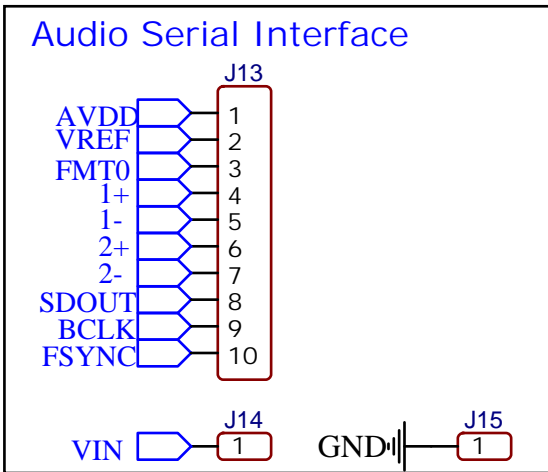 Audio Serial Interface
J13
AVDD 1
VREF 2
FMT0 3
1+ 4
1- 5
2+ 6
2- 7
SDOUT 8
BCLK 9
FSYNC 10
J14 J15
VIN 1 GND 1